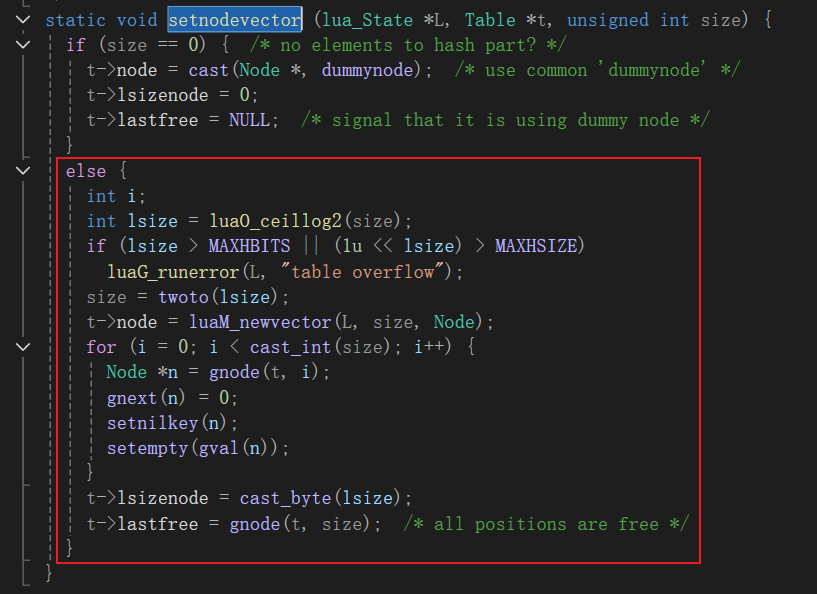 static void setnodevector (lua_State *L, Table *t, unsigned int size) {
  if (size == 0) {  /* no elements to hash part? */
    t->node = cast(Node *, dummynode);  /* use common 'dummynode' */
    t->lsizenode = 0;
    t->lastfree = NULL;  /* signal that it is using dummy node */
  }
  else {
    int i;
    int lsize = luaO_ceillog2(size);
    if (lsize > MAXHBITS || (1u << lsize) > MAXHSIZE)
      luaG_runerror(L, "table overflow");
    size = twoto(lsize);
    t->node = luaM_newvector(L, size, Node);
    for (i = 0; i < cast_int(size); i++) {
      Node *n = gnode(t, i);
      gnext(n) = 0;
      setnilkey(n);
      setempty(gval(n));
    }
    t->lsizenode = cast_byte(lsize);
    t->lastfree = gnode(t, size);  /* all positions are free */
  }
}